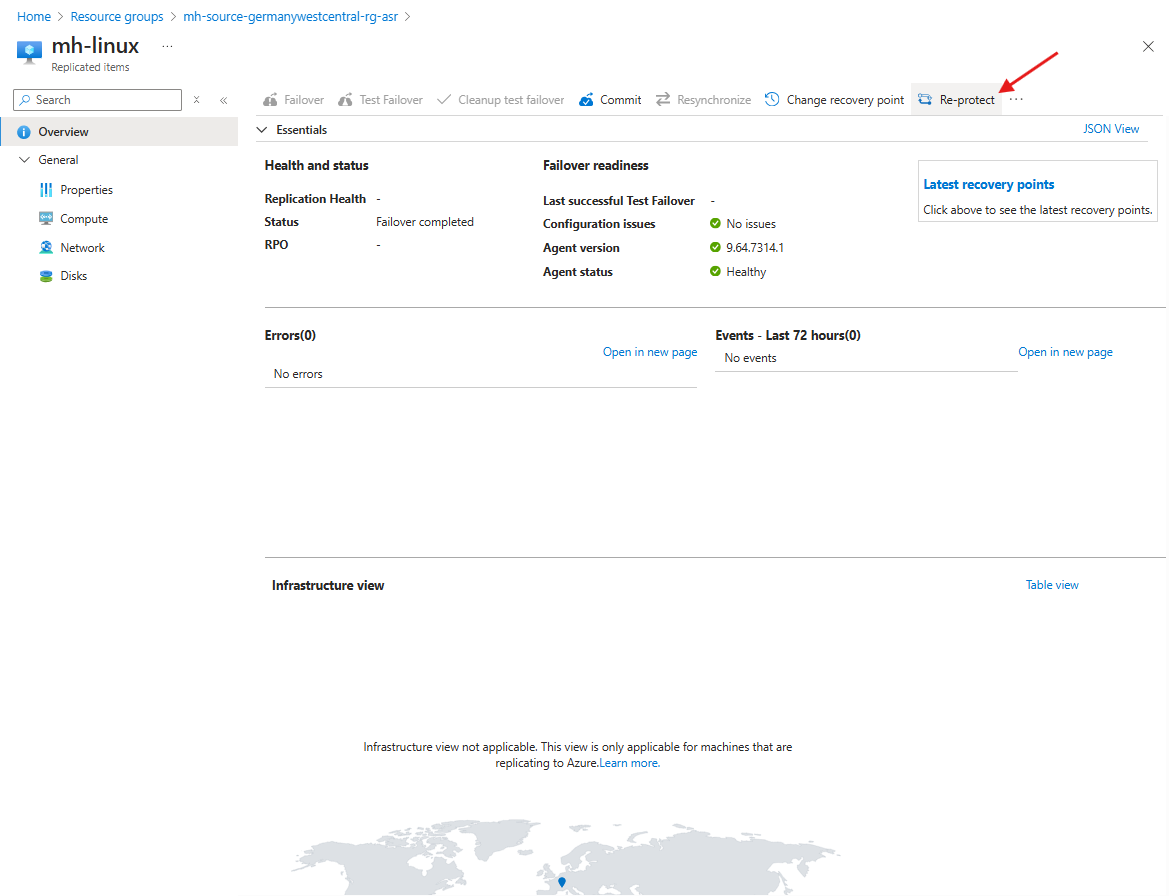 Home > Resource groups > mh-source-germanywestcentral-rg-asr >
mh-linux ...
Replicated items
Search
Failover Test Failover Cleanup test failover Commit Resynchronize Change recovery point Re-protect ...
Overview
General
Properties
Compute
Network
Disks
Essentials
JSON View
Health and status
Replication Health -
Status Failover completed
RPO -
Failover readiness
Last successful Test Failover -
Configuration issues No issues
Agent version 9.64.7314.1
Agent status Healthy
Latest recovery points
Click above to see the latest recovery points.
Errors(0)
Open in new page
No errors
Events - Last 72 hours(0)
Open in new page
No events
Infrastructure view
Table view
Infrastructure view not applicable. This view is only applicable for machines that are
replicating to Azure.Learn more.